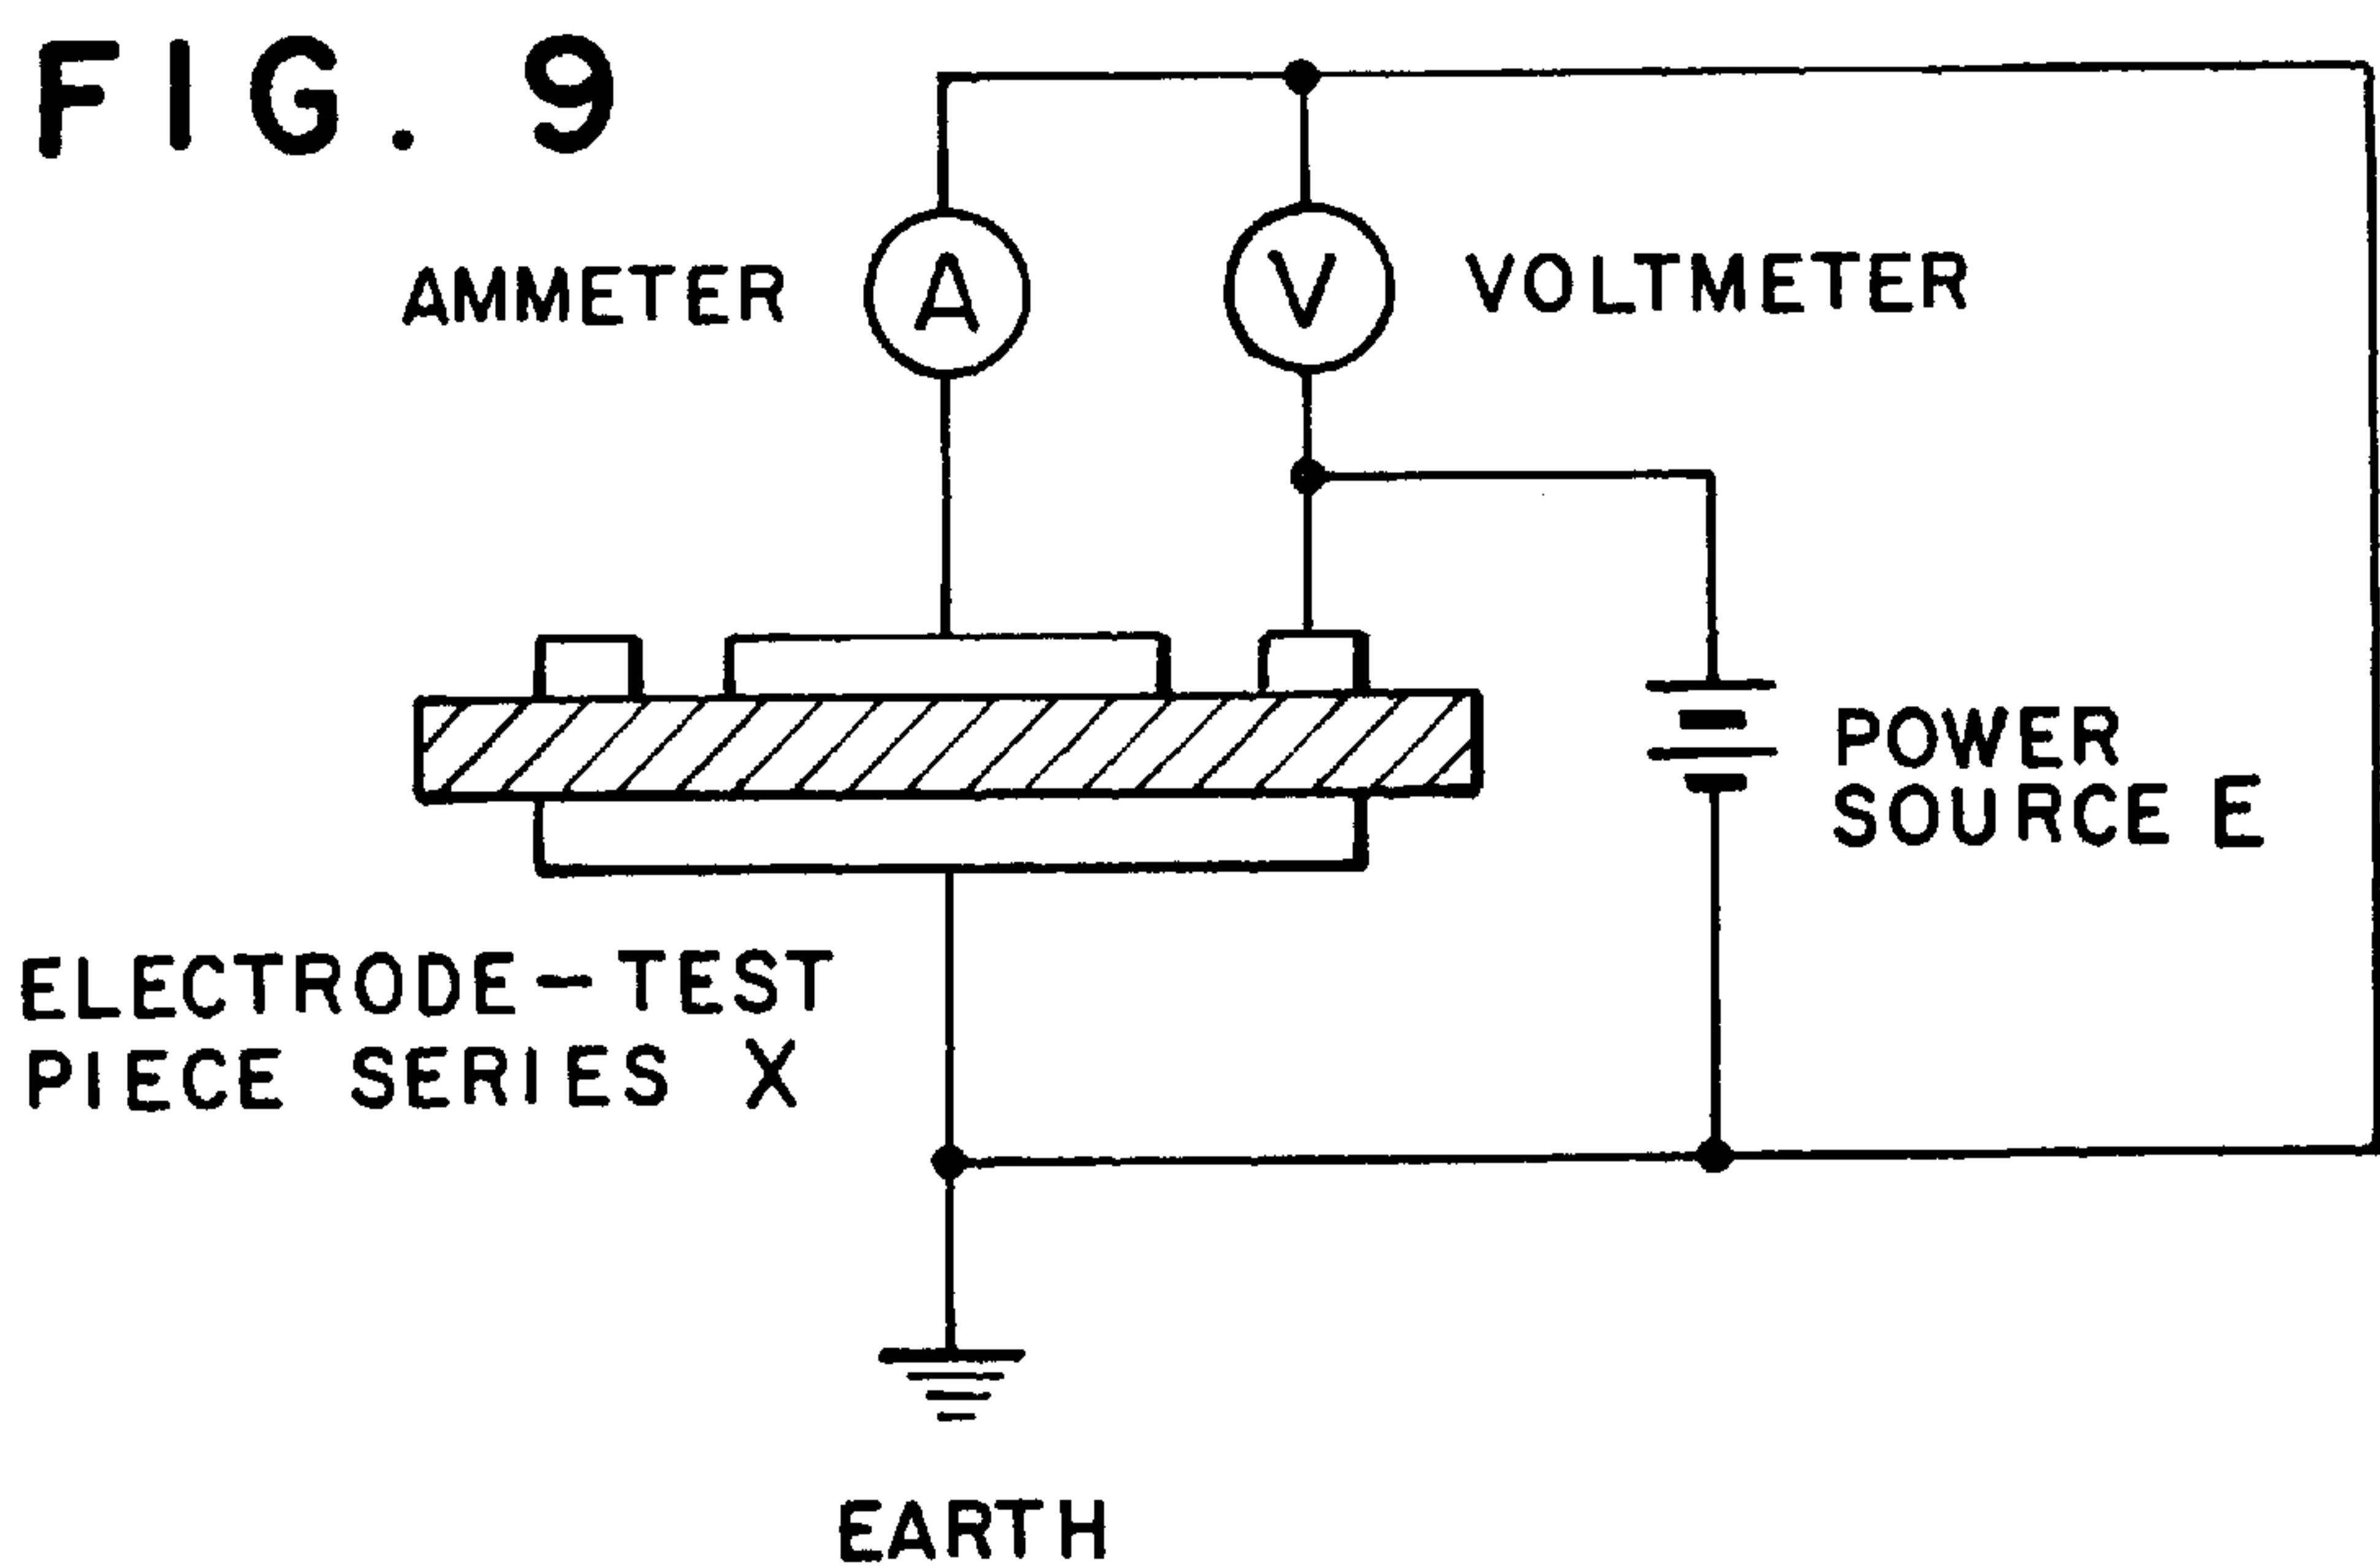 FIG. 9
AMMETER
A
V
VOLTMETER
POWER
SOURCE E
ELECTRODE-TEST
PIECE SERIES X
EARTH